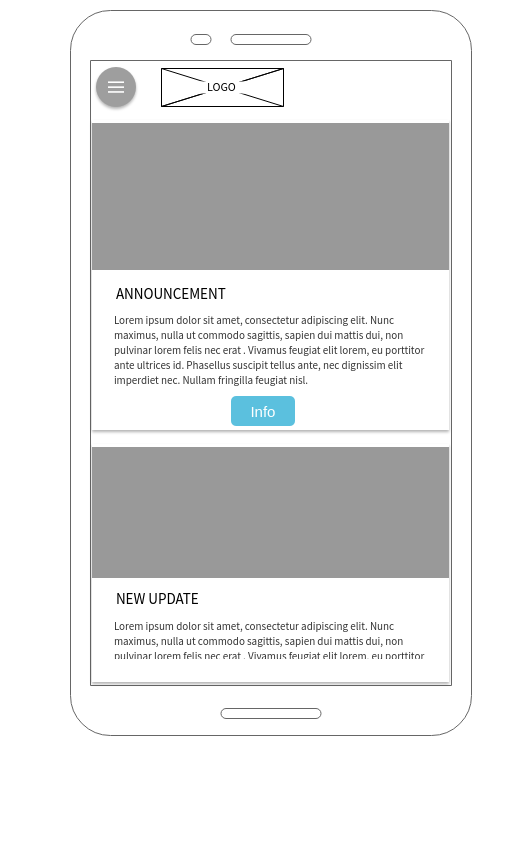 LOGO
ANNOUNCEMENT
Lorem ipsum dolor sit amet, consectetur adipiscing elit. Nunc
maximus, nulla ut commodo sagittis, sapien dui mattis dui, non
pulvinar lorem felis nec erat . Vivamus feugiat elit lorem, eu porttitor
ante ultrices id. Phasellus suscipit tellus ante, nec dignissim elit
imperdiet nec. Nullam fringilla feugiat nisl.
Info
NEW UPDATE
Lorem ipsum dolor sit amet, consectetur adipiscing elit. Nunc
maximus, nulla ut commodo sagittis, sapien dui mattis dui, non
pulvinar lorem felis nec erat . Vivamus feugiat elit lorem, eu porttitor